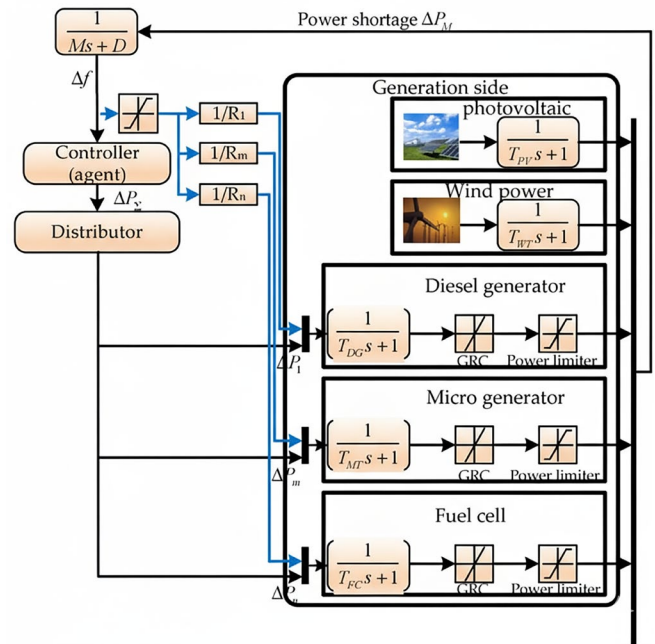 Power shortage ΔP_M
1
Ms + D
Δf
Generation side
photovoltaic
1/R₁
1
T_PV s + 1
Controller
(agent)
1/Rₘ
ΔP_Σ
1/Rₙ
Wind power
1
T_WT s + 1
Distributor
Diesel generator
1
T_DG s + 1
GRC
Power limiter
ΔP₁
Micro generator
1
T_MT s + 1
GRC
Power limiter
ΔP_m
Fuel cell
1
T_FC s + 1
GRC
Power limiter
ΔP_n